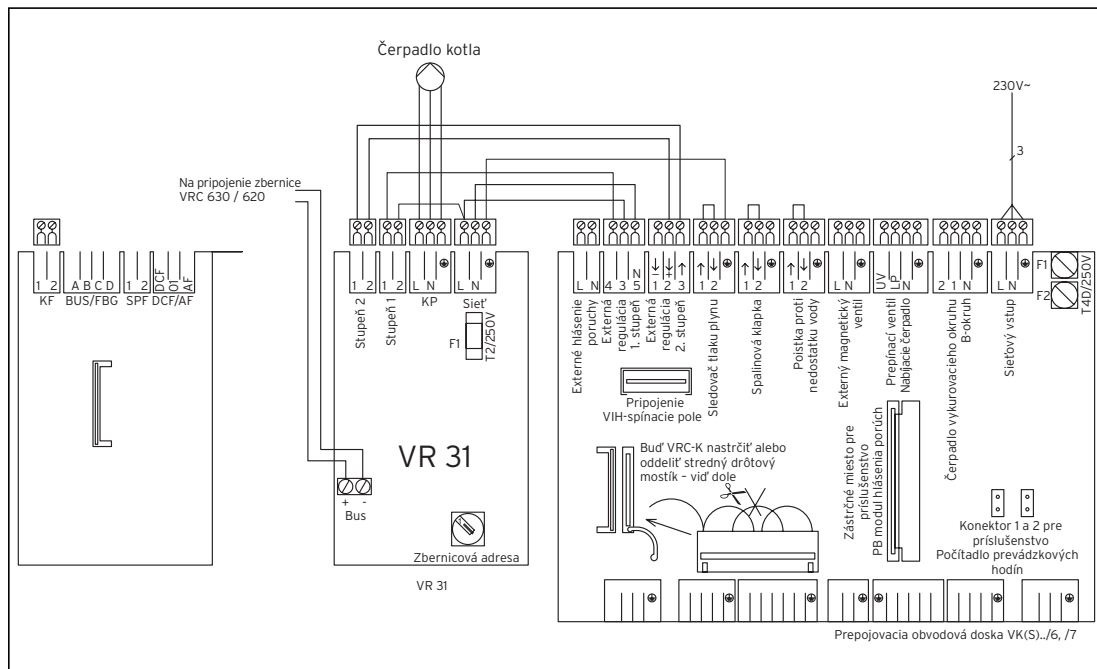 Čerpadlo kotla
230V~
3
Na pripojenie zbernice
VRC 630 / 620
1 2
KF
A B C D
BUS/FBG
1 2
SPF
DCF
O1
AF
DCF/AF
1 2
Stupeň 2
1 2
Stupeň 1
L N
KP
L N
Sieť
F1
T2/250V
VR 31
+ -
Bus
Zbernicová adresa
VR 31
L N
Externé hlásenie
poruchy
4 3 5
N
Externá
regulácia
1. stupeň
- +
1 2 3
Externá
regulácia
2. stupeň
1 2
Sledovač tlaku plynu
1 2
Spalinová klapka
1 2
Poistka proti
nedostatku vody
L N
Externý magnetický
ventil
UV
LP
N
Prepínací ventil
Nabíjacie čerpadlo
2 1 N
Čerpadlo vykurovacieho okruhu
B-okruh
L N
Sieťový vstup
F1
F2
T4D/250V
Pripojenie
VIH-spínacie pole
Buď VRC-K nastrčiť alebo
oddeliť stredný drôtový
mostík – viď dole
Zástrčné miesto pre
príslušenstvo
PB modul hlásenia porúch
Konektor 1 a 2 pre
príslušenstvo
Počítadlo prevádzkových
hodín
Prepojovacia obvodová doska VK(S)../6, /7